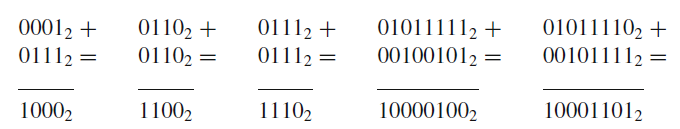 0001₂ + 0110₂ + 0111₂ + 01011111₂ + 01011110₂ +
0111₂ = 0110₂ = 0111₂ = 00100101₂ = 00101111₂ =
1000₂ 1100₂ 1110₂ 10000100₂ 10001101₂